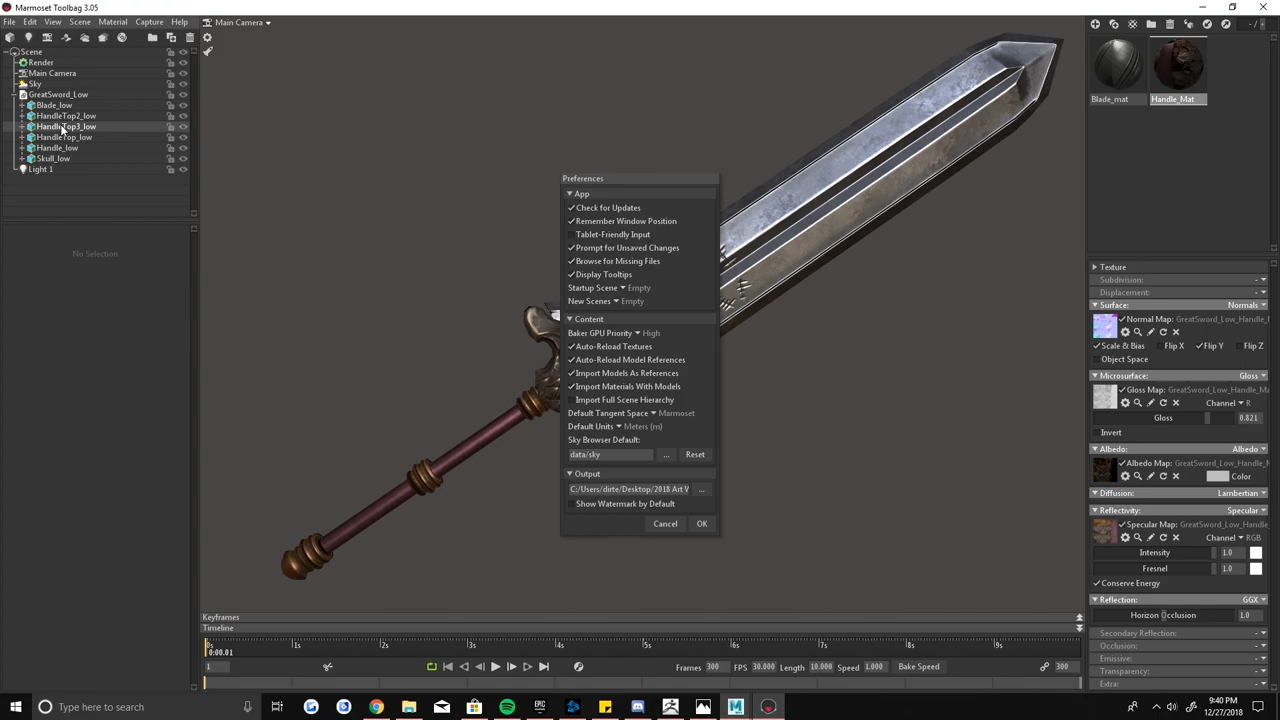 Marmoset Toolbag 3.05
File Edit View Scene Material Capture Help
Main Camera
- / -
Scene
Render
Main Camera
Sky
GreatSword_Low
Blade_low
HandleTop2_low
HandleTop3_low
HandleTop_low
Handle_low
Skull_low
Light 1
No Selection
Preferences
App
Check for Updates
Remember Window Position
Tablet-Friendly Input
Prompt for Unsaved Changes
Browse for Missing Files
Display Tooltips
Startup Scene Empty
New Scenes Empty
Content
Baker GPU Priority High
Auto-Reload Textures
Auto-Reload Model References
Import Models As References
Import Materials With Models
Import Full Scene Hierarchy
Default Tangent Space Marmoset
Default Units Meters (m)
Sky Browser Default:
data/sky ... Reset
Output
C:/Users/dirte/Desktop/2018 Art V ...
Show Watermark by Default
Cancel OK
Blade_mat Handle_Mat
Texture
Subdivision: -
Displacement: -
Surface: Normals
Normal Map: GreatSword_Low_Handle_
Scale & Bias Flip X Flip Y Flip Z
Object Space
Microsurface: Gloss
Gloss Map: GreatSword_Low_Handle_Ma
Channel R
Gloss 0.821
Invert
Albedo: Albedo
Albedo Map: GreatSword_Low_Handle_
Color
Diffusion: Lambertian
Reflectivity: Specular
Specular Map: GreatSword_Low_Handle_
Channel RGB
Intensity 1.0
Fresnel 1.0
Conserve Energy
Reflection: GGX
Horizon Occlusion 1.0
Secondary Reflection: -
Occlusion: -
Emissive: -
Transparency: -
Extra: -
Keyframes
Timeline
0s 1s 2s 3s 4s 5s 6s 7s 8s 9s
0:00.01
1 Frames 300 FPS 30.000 Length 10.000 Speed 1.000 Bake Speed 300
Type here to search
9:40 PM
12/27/2018